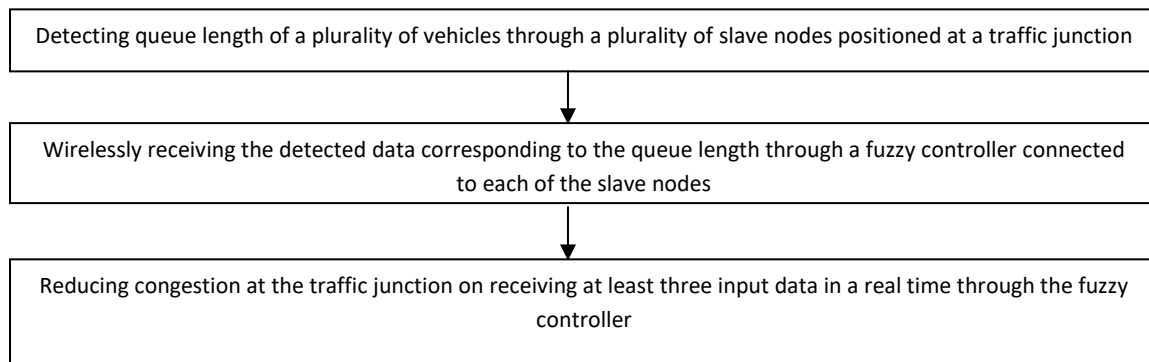 Detecting queue length of a plurality of vehicles through a plurality of slave nodes positioned at a traffic junction
Wirelessly receiving the detected data corresponding to the queue length through a fuzzy controller connected
to each of the slave nodes
Reducing congestion at the traffic junction on receiving at least three input data in a real time through the fuzzy
controller